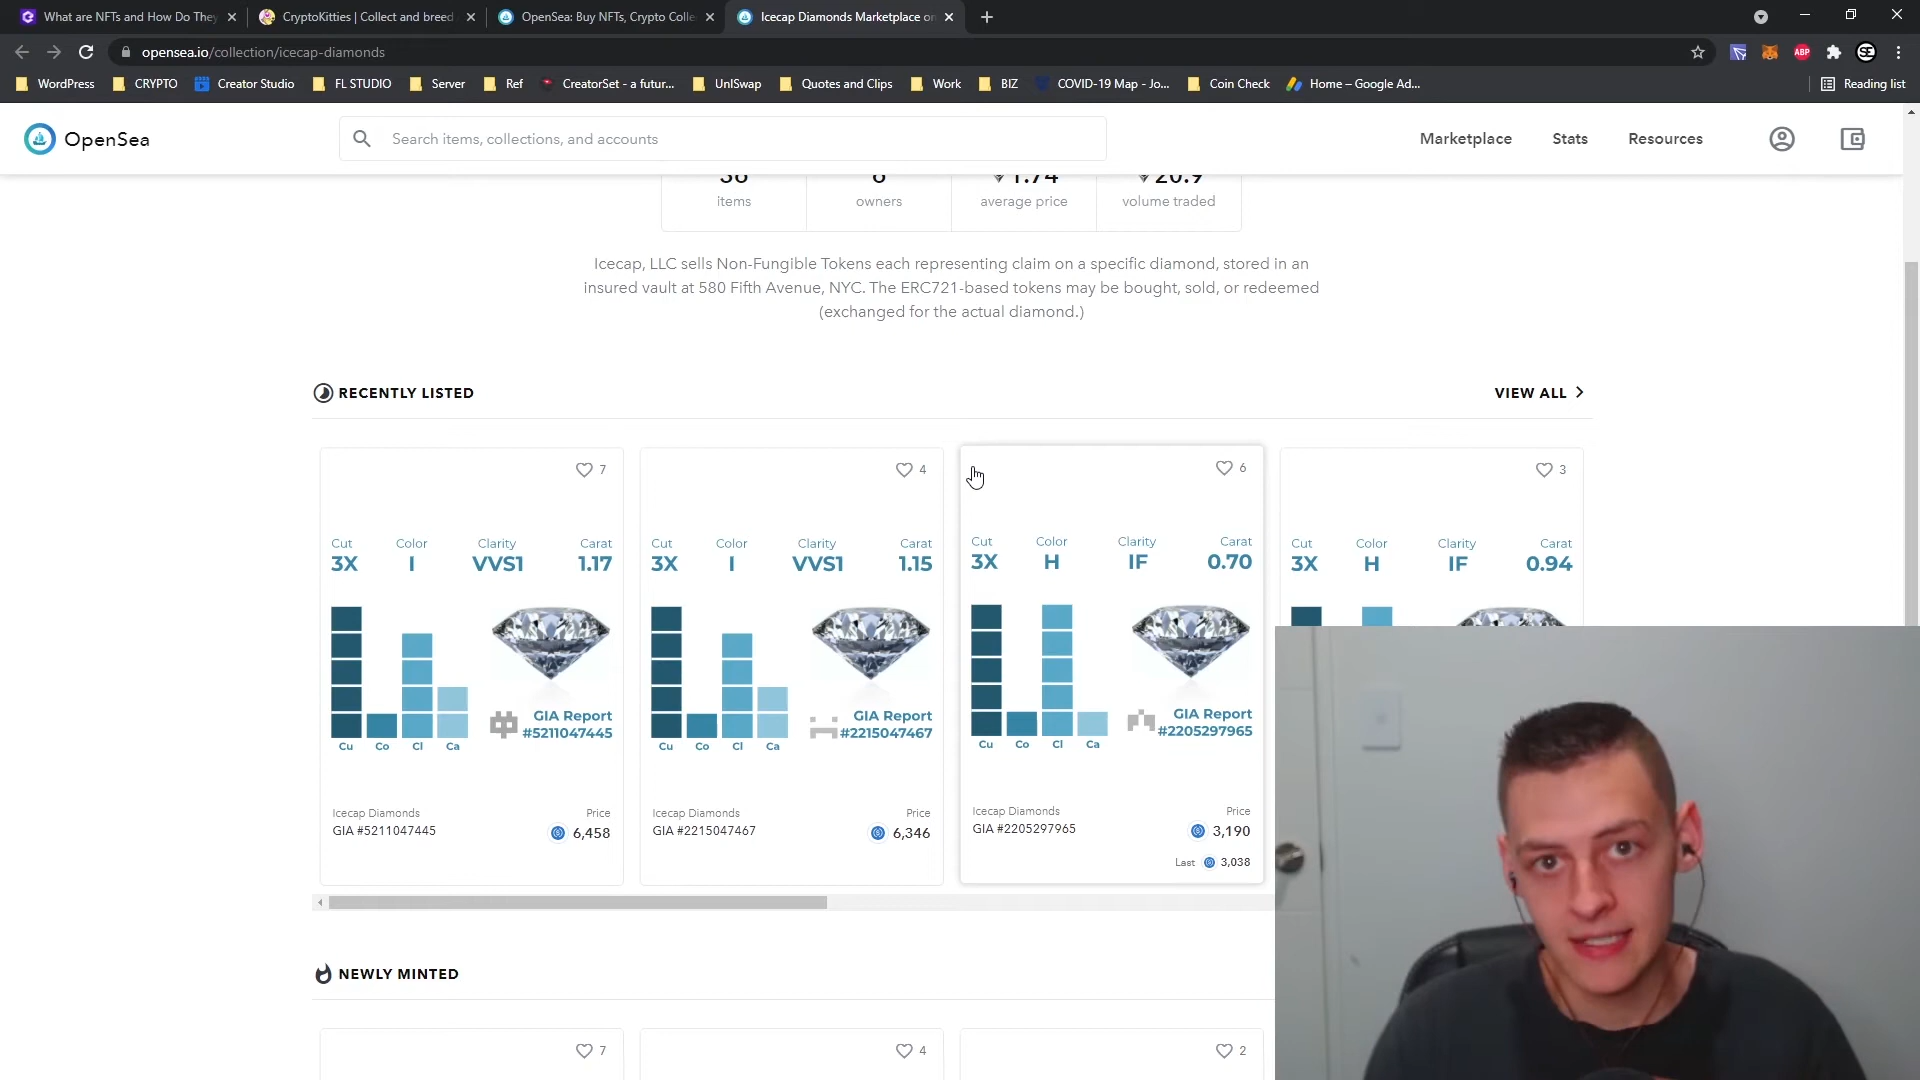 What are NFTs and How Do They
CryptoKitties | Collect and breed
OpenSea: Buy NFTs, Crypto Colle
Icecap Diamonds Marketplace on
opensea.io/collection/icecap-diamonds
ABP
SE
WordPress
CRYPTO
Creator Studio
FL STUDIO
Server
Ref
CreatorSet - a futur...
UnISwap
Quotes and Clips
Work
BIZ
COVID-19 Map - Jo...
Coin Check
Home – Google Ad...
Reading list
OpenSea
Search items, collections, and accounts
Marketplace
Stats
Resources
1.74
20.9
items
owners
average price
volume traded
Icecap, LLC sells Non-Fungible Tokens each representing claim on a specific diamond, stored in an
insured vault at 580 Fifth Avenue, NYC. The ERC721-based tokens may be bought, sold, or redeemed
(exchanged for the actual diamond.)
RECENTLY LISTED
VIEW ALL
7
Cut Color Clarity Carat
3X I VVS1 1.17
GIA Report
#5211047445
Cu Co Cl Ca
Icecap Diamonds Price
GIA #5211047445 6,458
4
Cut Color Clarity Carat
3X I VVS1 1.15
GIA Report
#2215047467
Cu Co Cl Ca
Icecap Diamonds Price
GIA #2215047467 6,346
6
Cut Color Clarity Carat
3X H IF 0.70
GIA Report
#2205297965
Cu Co Cl Ca
Icecap Diamonds Price
GIA #2205297965 3,190
Last 3,038
3
Cut Color Clarity Carat
3X H IF 0.94
NEWLY MINTED
7
4
2